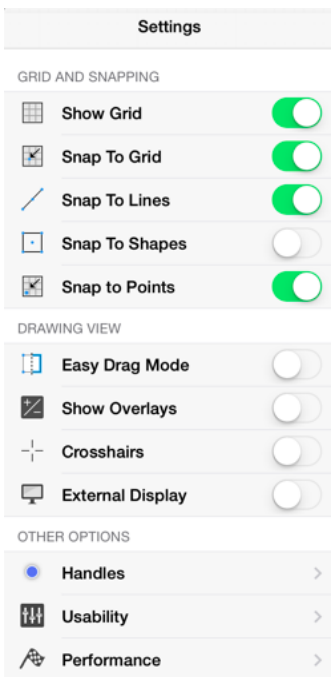 Settings
GRID AND SNAPPING
Show Grid
Snap To Grid
Snap To Lines
Snap To Shapes
Snap to Points
DRAWING VIEW
Easy Drag Mode
Show Overlays
Crosshairs
External Display
OTHER OPTIONS
Handles
Usability
Performance